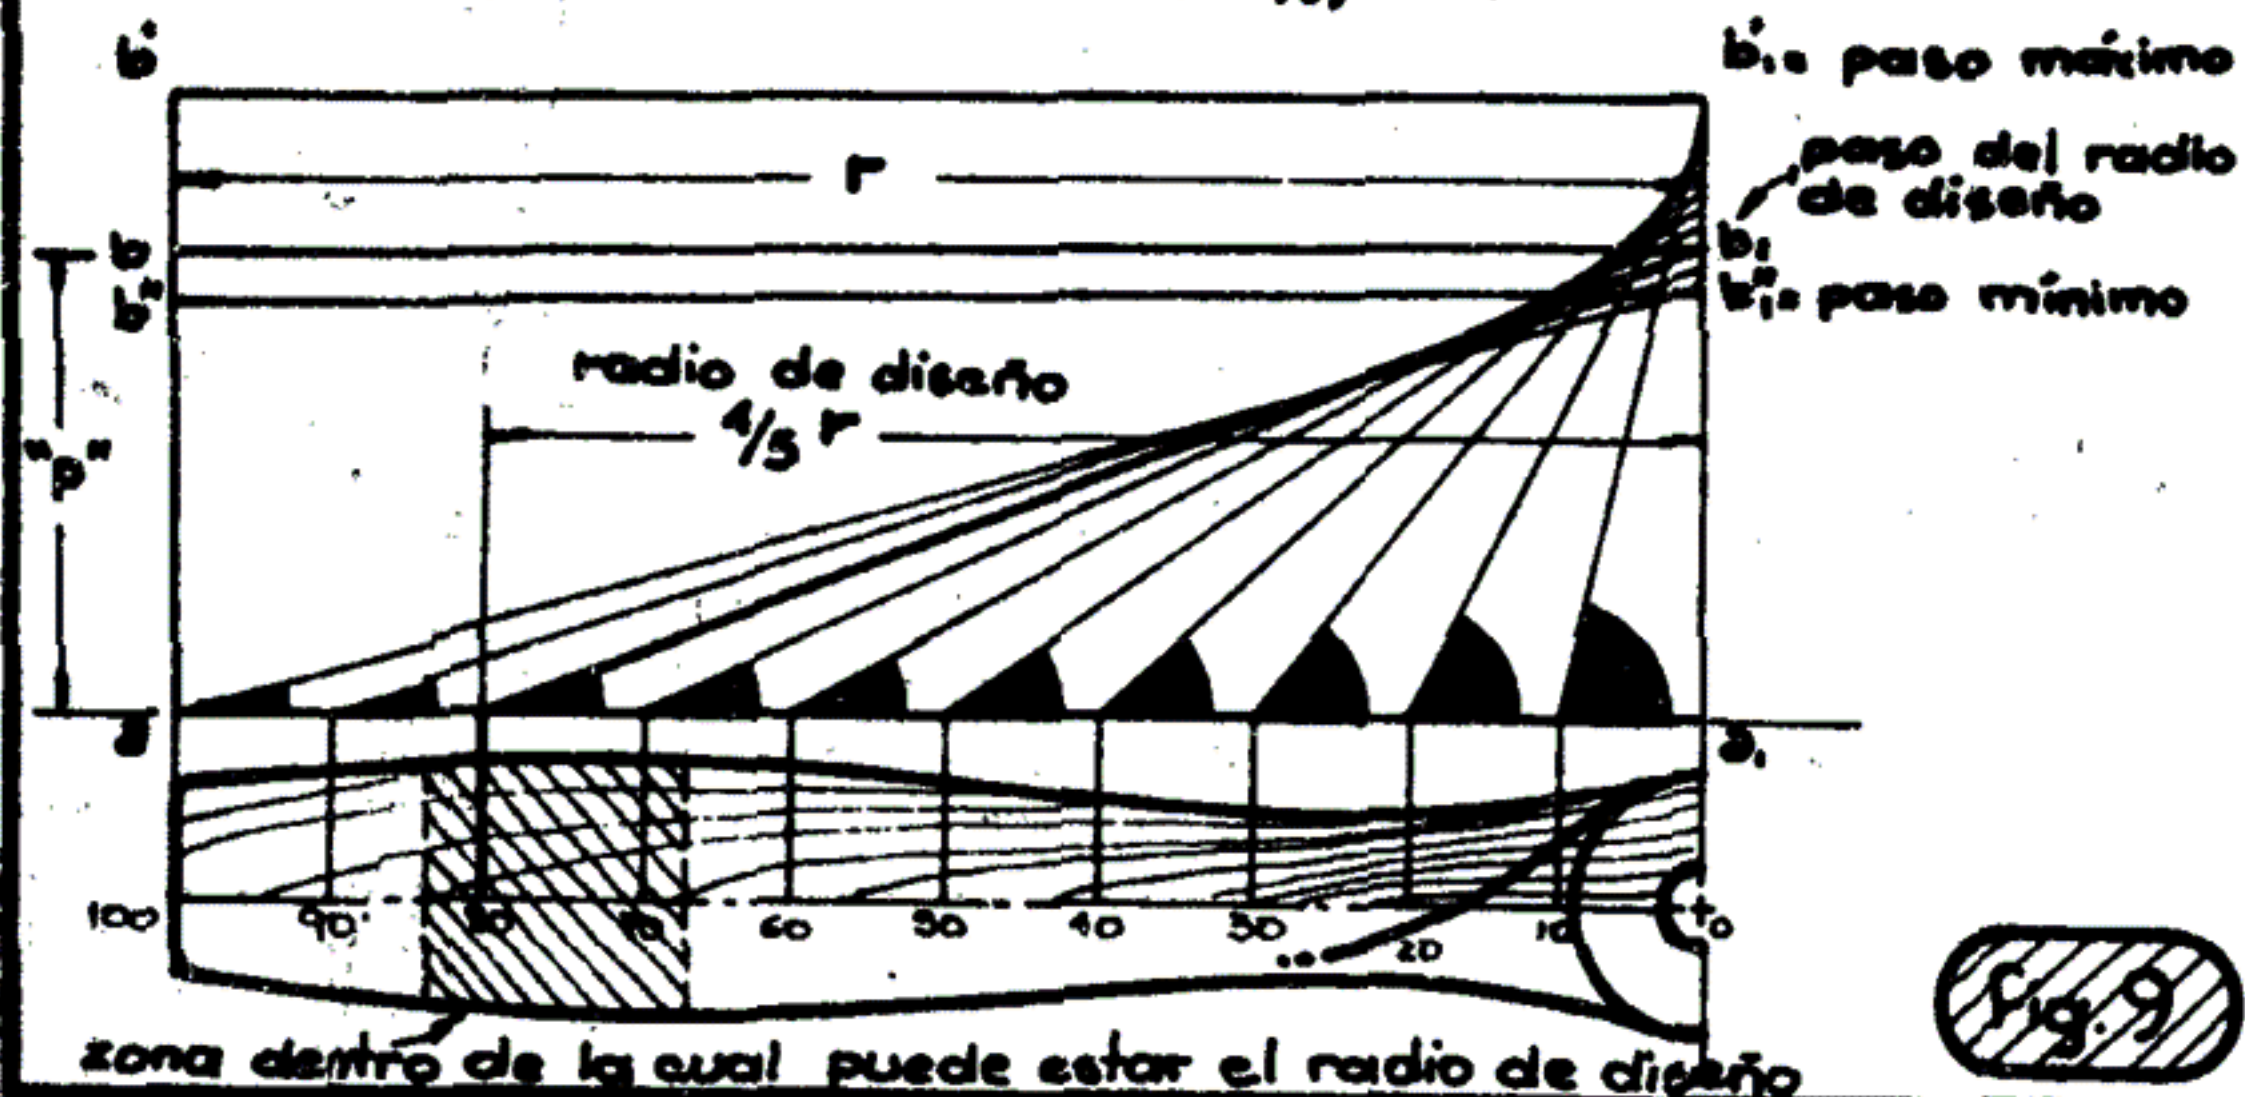 b'
b'₁= paso máximo
r
paso del radio
de diseño
b
b₁
b"
b"₁= paso mínimo
radio de diseño
4/5 r
"p"
a
a₁
100
90
80
70
60
50
40
30
20
10
0
Fig. 9
zona dentro de la cual puede estar el radio de diseño